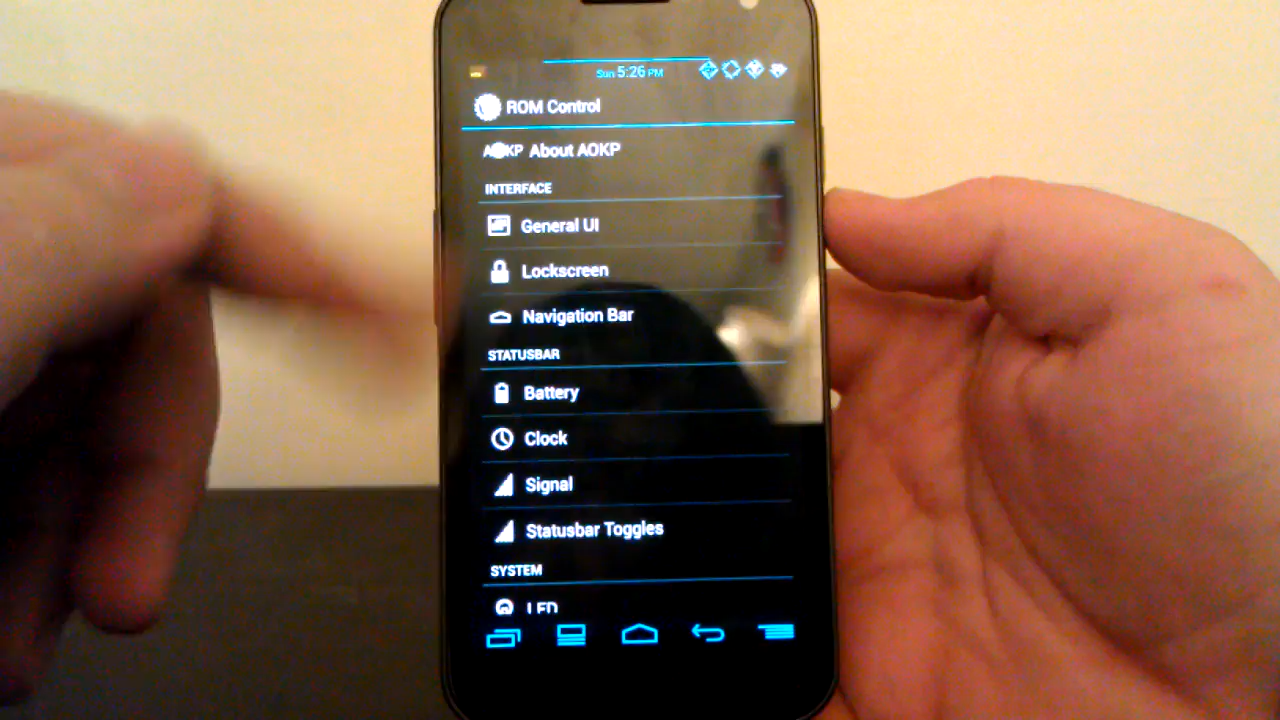 Sun 5:26 PM
ROM Control
AOKP About AOKP
INTERFACE
General UI
Lockscreen
Navigation Bar
STATUSBAR
Battery
Clock
Signal
Statusbar Toggles
SYSTEM
LED